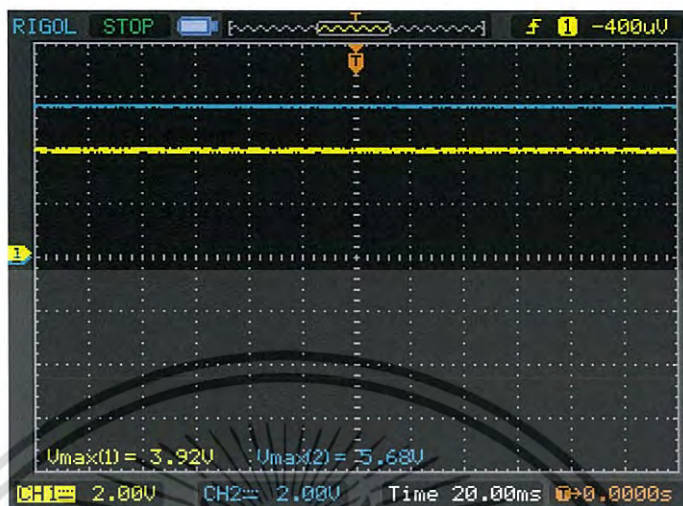 RIGOL STOP T 1 -400uV
T
1
Vmax(1)= 3.92V Vmax(2)= 5.68V
CH1 2.00V CH2 2.00V Time 20.00ms T→0.0000s